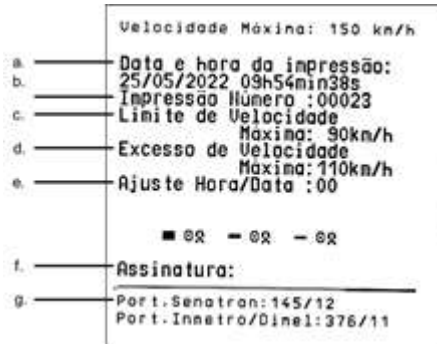 Velocidade Máxima: 150 km/h
a. Data e hora da impressão:
b. 25/05/2022 09h54min38s
Impressão Número :00023
c. Limite de Velocidade
Máxima: 90km/h
d. Excesso de Velocidade
Máxima:110km/h
e. Ajuste Hora/Data :00
f. Assinatura:
g. Port.Senatran:145/12
Port.Inmetro/Dimel:376/11